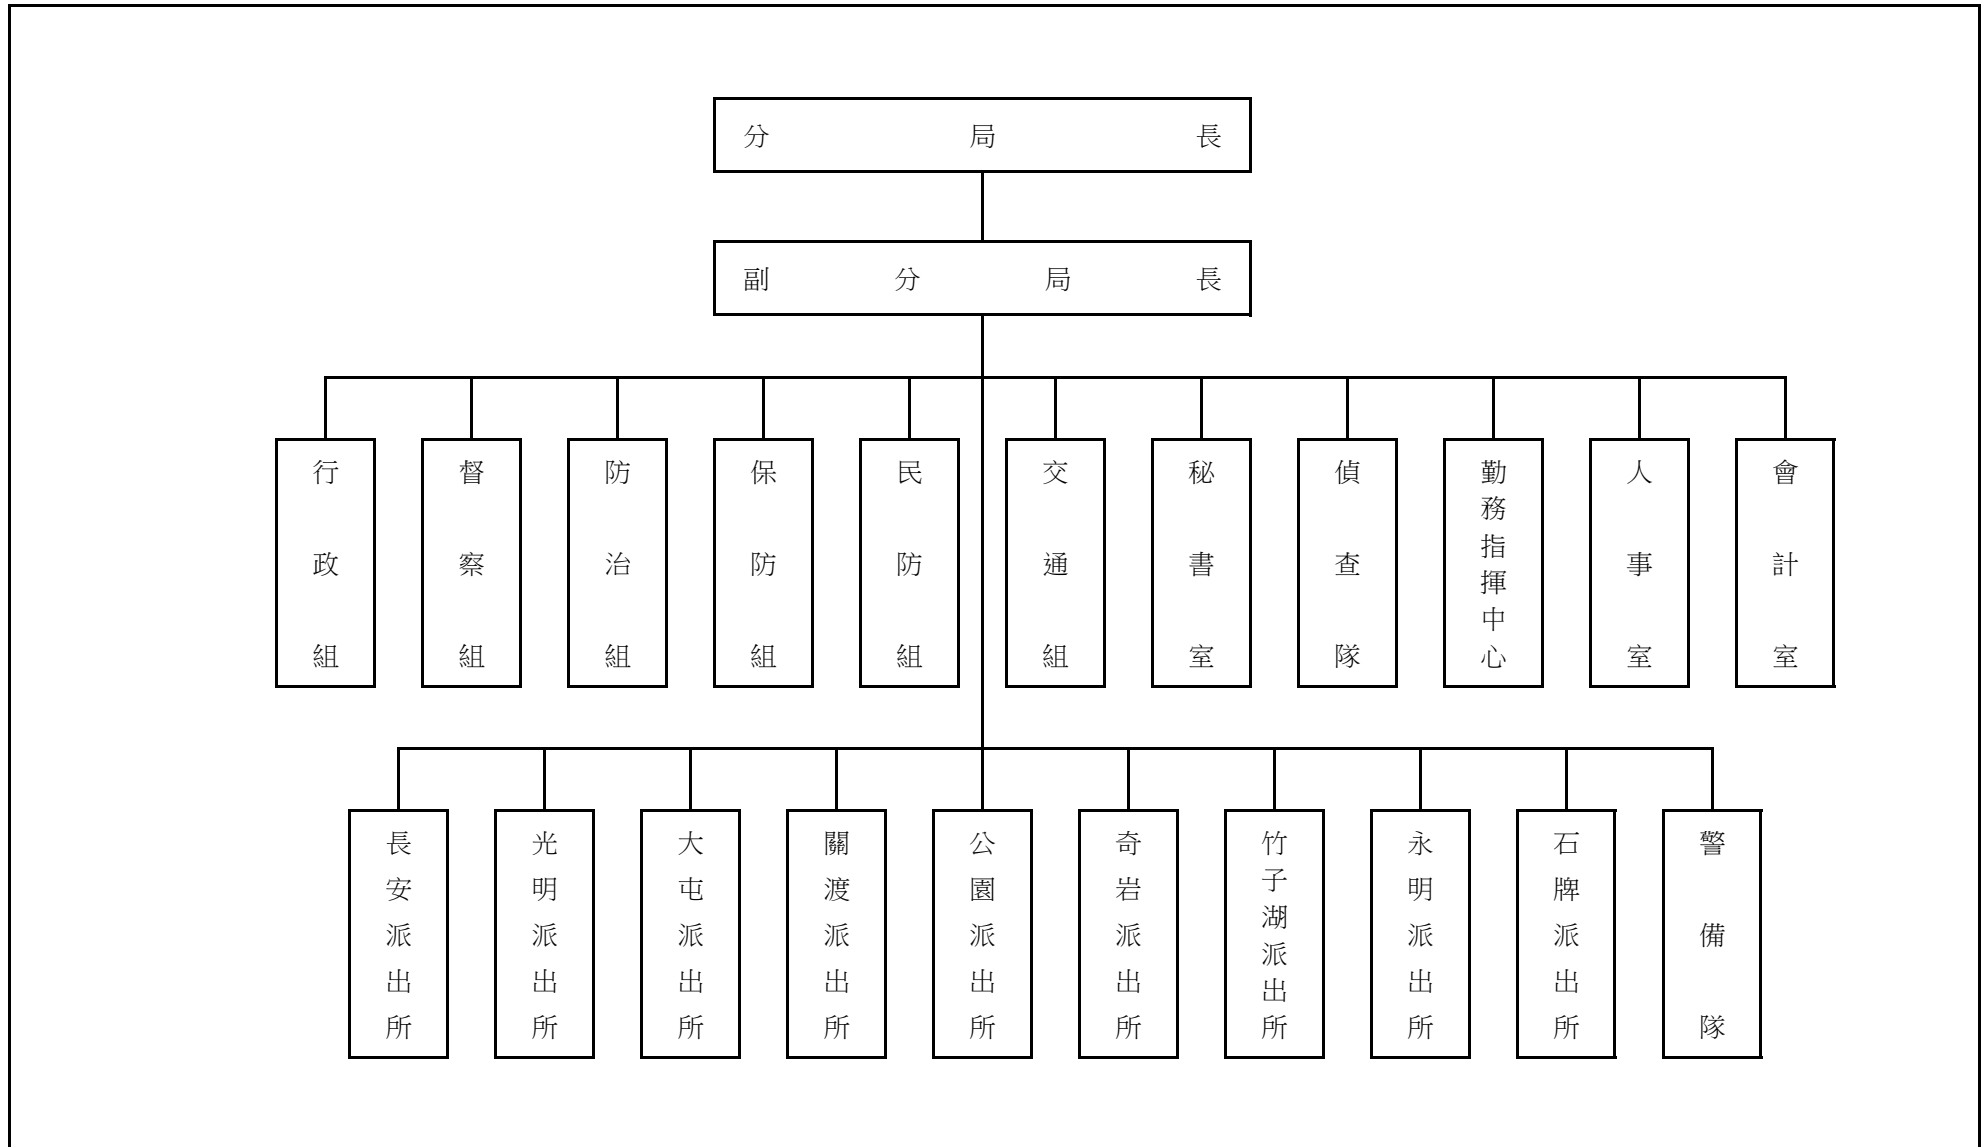 分局長
副分局長
行政組
督察組
防治組
保防組
民防組
交通組
秘書室
偵查隊
勤務指揮中心
人事室
會計室
長安派出所
光明派出所
大屯派出所
關渡派出所
公園派出所
奇岩派出所
竹子湖派出所
永明派出所
石牌派出所
警備隊